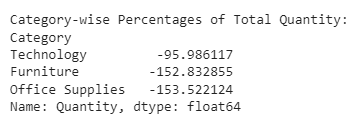 Category-wise Percentages of Total Quantity:
Category
Technology -95.986117
Furniture -152.832855
Office Supplies -153.522124
Name: Quantity, dtype: float64